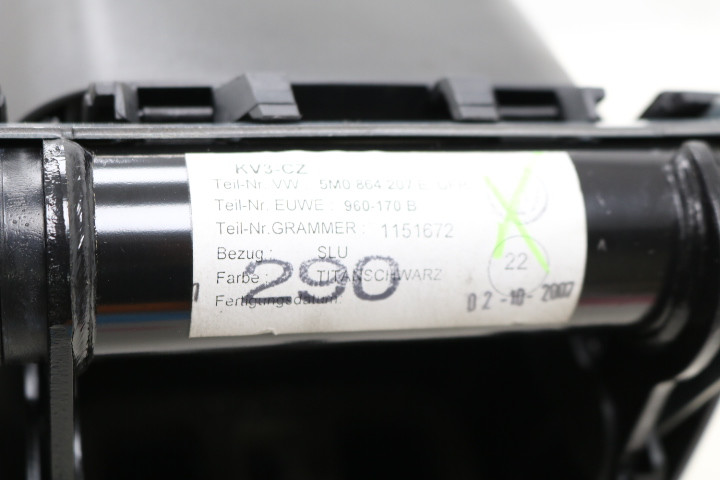 KV3-CZ
Teil-Nr. VW 5M0 864 207 E
Teil-Nr. EUWE : 960-170 B
Teil-Nr.GRAMMER : 1151672
Bezug : SLU
Farbe : TITANSCHWARZ
290
22
Fertigungsdatum: 02-10-2007